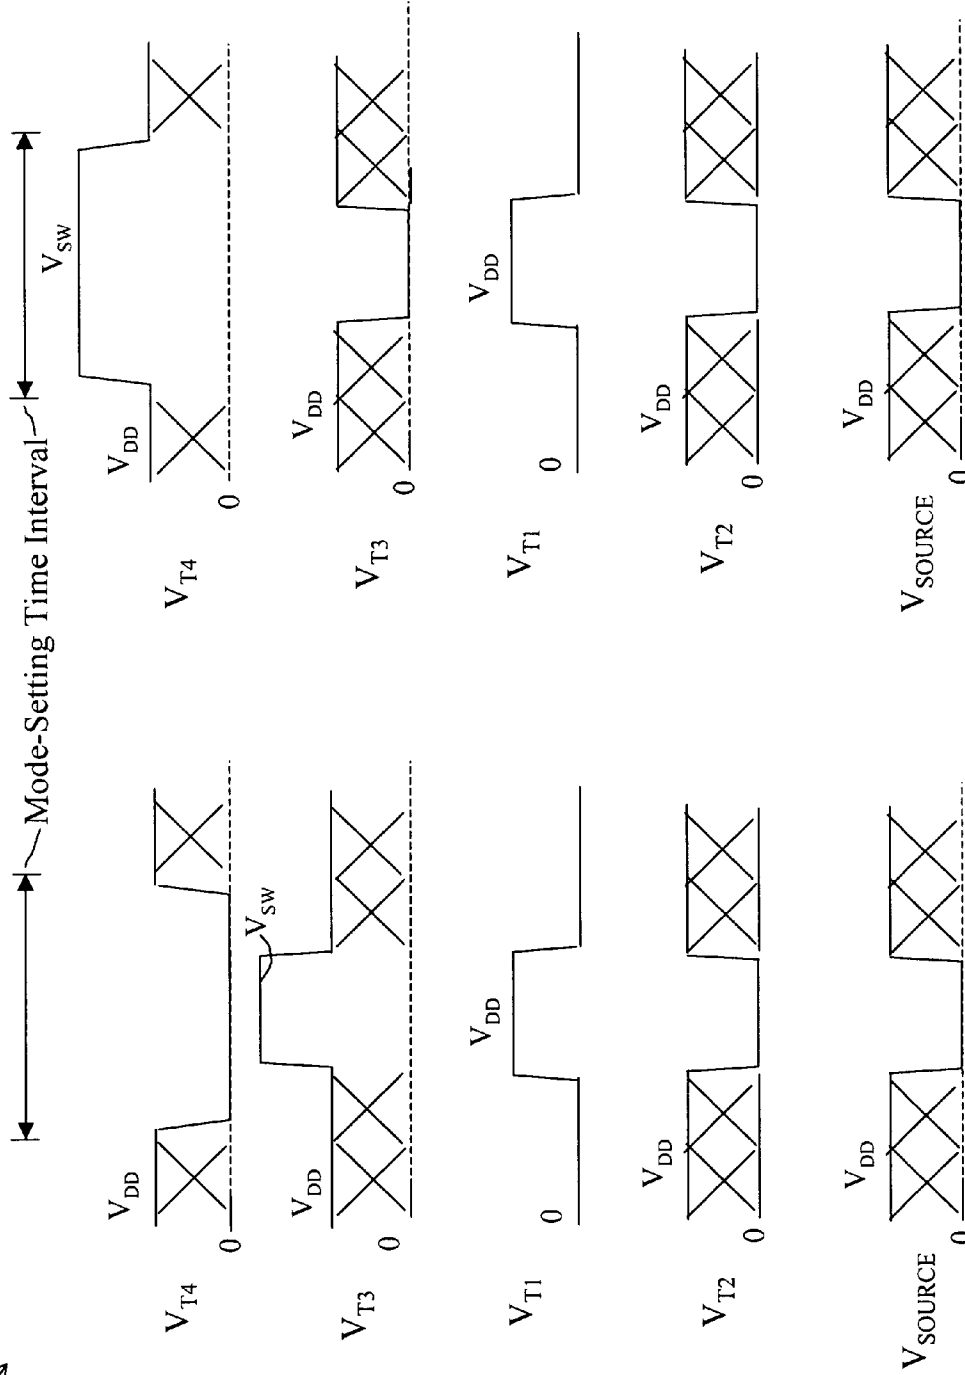 Mode-Setting Time Interval
V_DD
V_T4
0
V_SW
V_DD
V_T3
0
V_DD
V_T1
0
V_DD
V_T2
0
V_DD
V_SOURCE
0
V_SW
V_DD
V_T4
0
V_DD
V_T3
0
V_DD
V_T1
0
V_DD
V_T2
0
V_DD
V_SOURCE
0